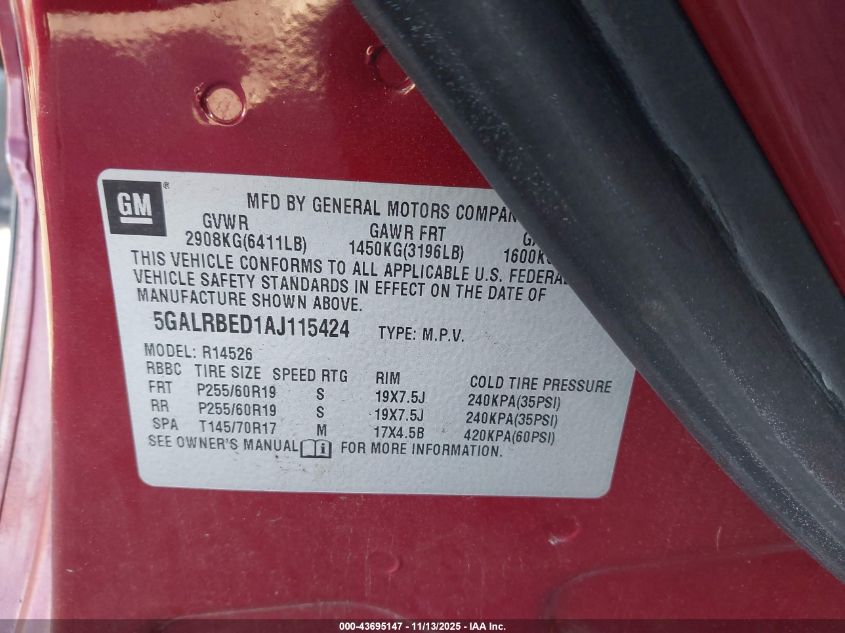 GM ®
MFD BY GENERAL MOTORS COMPAN
GVWR GAWR FRT
2908KG(6411LB) 1450KG(3196LB) 1600K
THIS VEHICLE CONFORMS TO ALL APPLICABLE U.S. FEDERAL
VEHICLE SAFETY STANDARDS IN EFFECT ON THE DATE OF
MANUFACTURE SHOWN ABOVE.
5GALRBED1AJ115424 TYPE: M.P.V.
MODEL: R14526
RBBC TIRE SIZE SPEED RTG RIM COLD TIRE PRESSURE
FRT P255/60R19 S 19X7.5J 240KPA(35PSI)
RR P255/60R19 S 19X7.5J 240KPA(35PSI)
SPA T145/70R17 M 17X4.5B 420KPA(60PSI)
SEE OWNER'S MANUAL i FOR MORE INFORMATION.
000-43695147 - 11/13/2025 - IAA Inc.